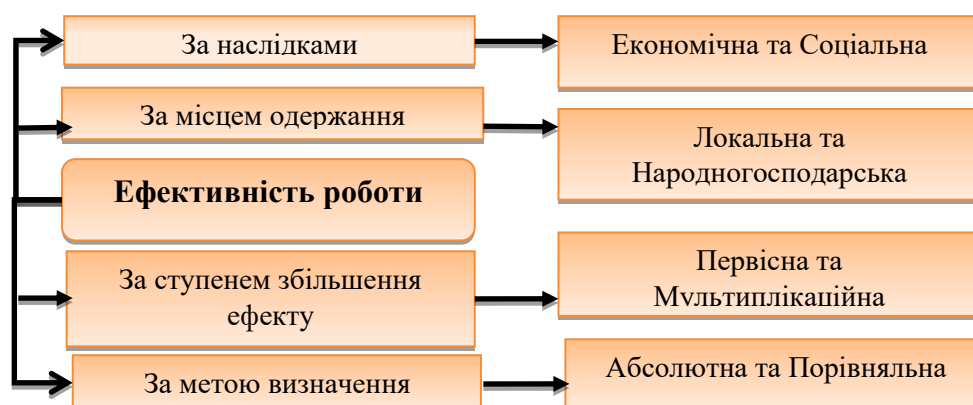 За наслідками
Економічна та Соціальна
За місцем одержання
Локальна та
Народногосподарська
Ефективність роботи
За ступенем збільшення
ефекту
Первісна та
Мультиплікаційна
За метою визначення
Абсолютна та Порівняльна